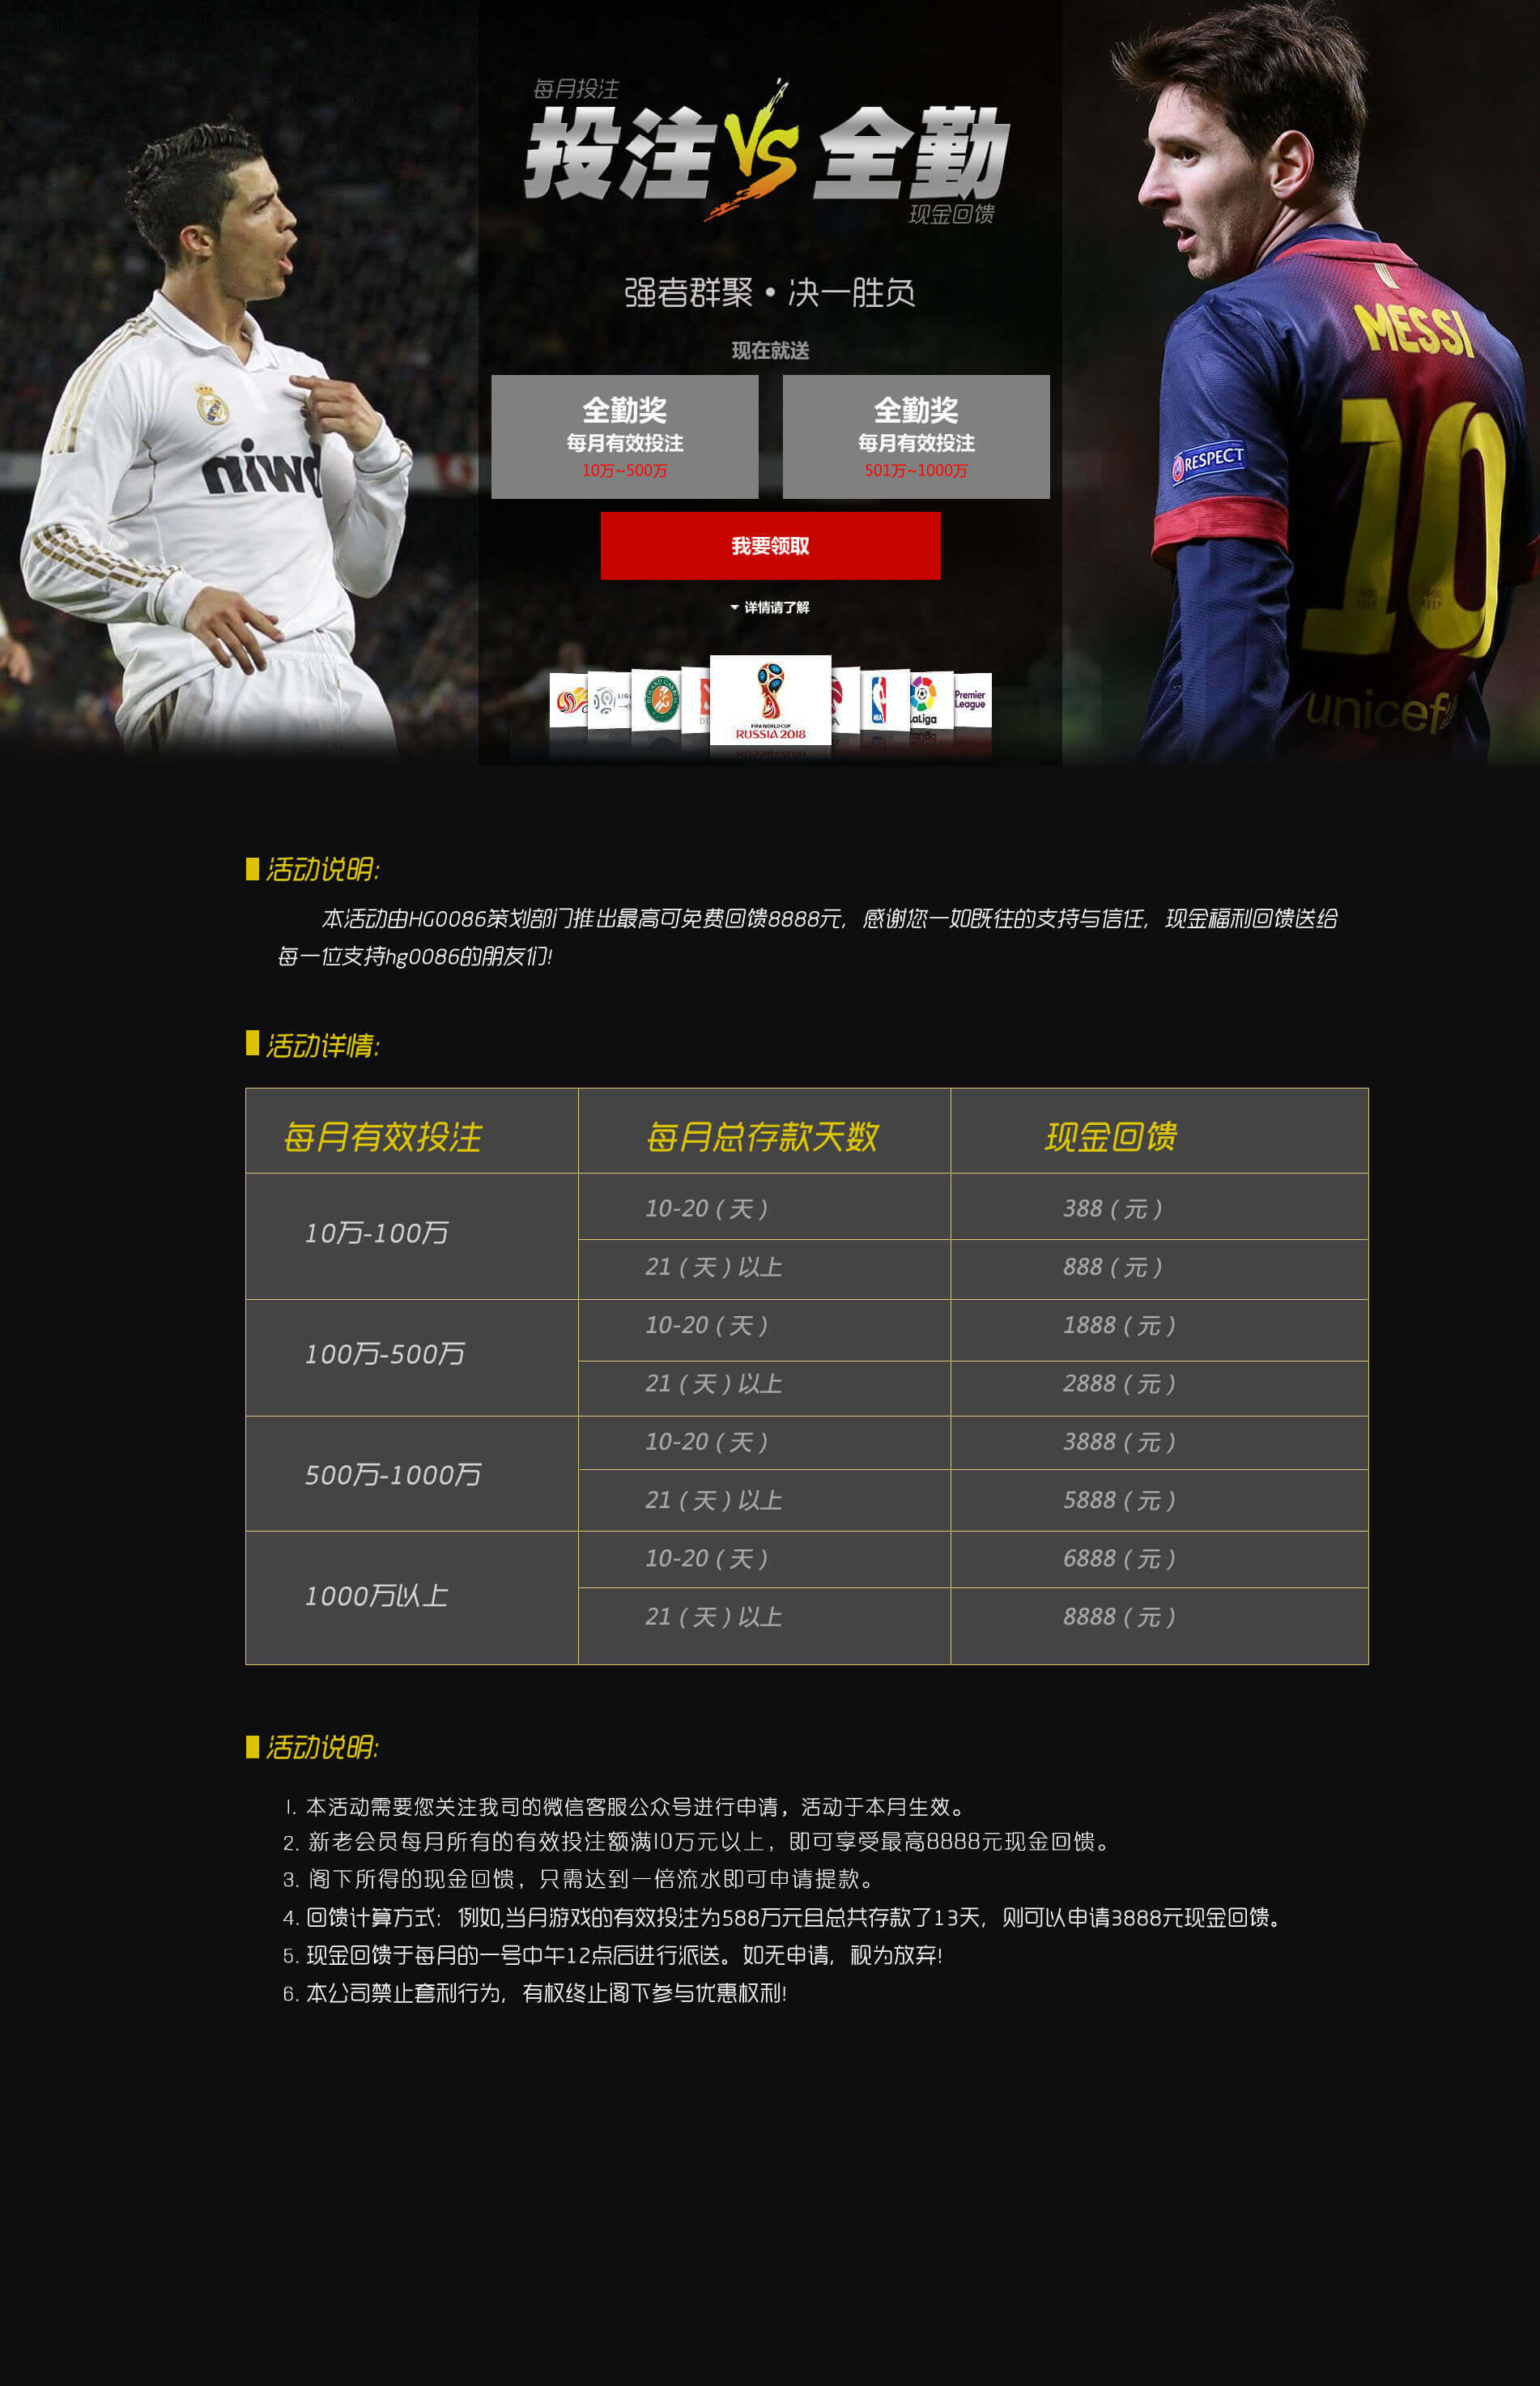 每月投注
投注VS全勤
现金回馈
强者群聚·决一胜负
现在就送
全勤奖 全勤奖
每月有效投注 每月有效投注
10万~500万 501万~1000万
我要领取
详情请了解
MESSI
RESPECT
10
unicef
FIFA WORLD CUP
RUSSIA 2018
NBA
LaLiga
Premier
League
活动说明:
本活动由HG0086策划部门推出最高可免费回馈8888元, 感谢您一如既往的支持与信任, 现金福利回馈送给
每一位支持hg0086的朋友们!
活动详情:
每月有效投注 每月总存款天数 现金回馈
10万-100万
10-20 ( 天 ) 388 ( 元 )
21 ( 天 ) 以上 888 ( 元 )
100万-500万
10-20 ( 天 ) 1888 ( 元 )
21 ( 天 ) 以上 2888 ( 元 )
500万-1000万
10-20 ( 天 ) 3888 ( 元 )
21 ( 天 ) 以上 5888 ( 元 )
1000万以上
10-20 ( 天 ) 6888 ( 元 )
21 ( 天 ) 以上 8888 ( 元 )
活动说明:
1. 本活动需要您关注我司的微信客服公众号进行申请，活动于本月生效。
2. 新老会员每月所有的有效投注额满10万元以上，即可享受最高8888元现金回馈。
3. 阁下所得的现金回馈，只需达到一倍流水即可申请提款。
4. 回馈计算方式: 例如,当月游戏的有效投注为588万元且总共存款了13天, 则可以申请3888元现金回馈。
5. 现金回馈于每月的一号中午12点后进行派送。如无申请, 视为放弃!
6. 本公司禁止套利行为, 有权终止阁下参与优惠权利!